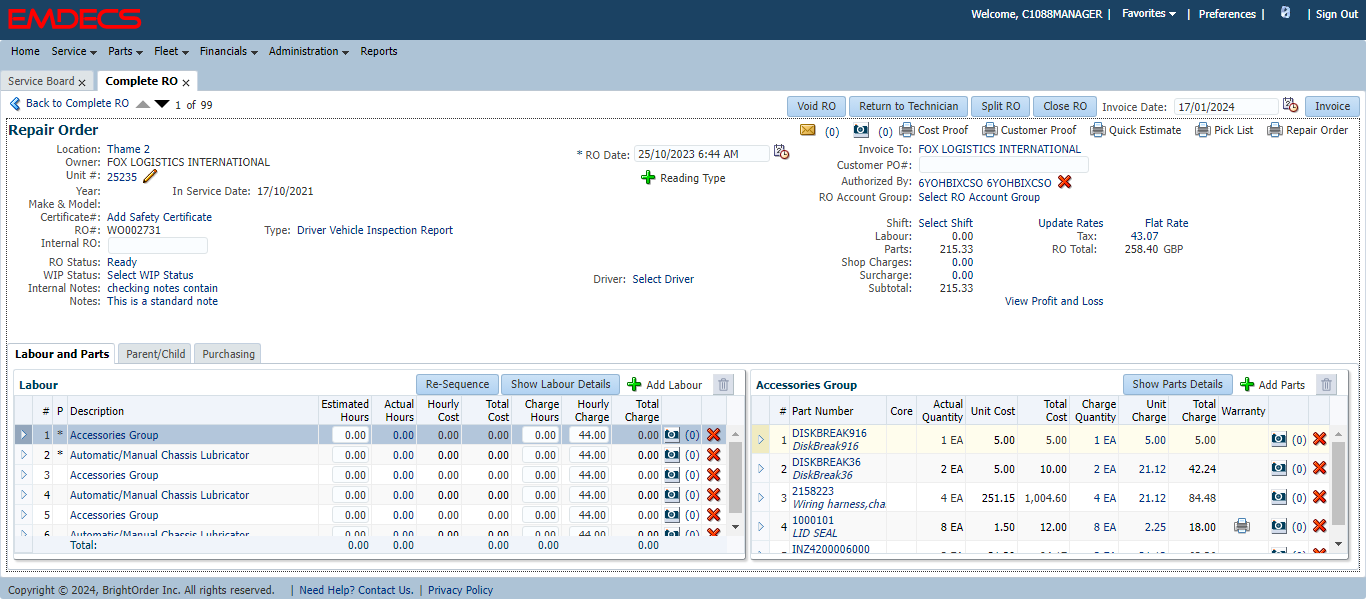 EMDECS
Welcome, C1088MANAGER | Favorites | Preferences | Sign Out
Home Service Parts Fleet Financials Administration Reports
Service Board x Complete RO x
Back to Complete RO 1 of 99
Void RO Return to Technician Split RO Close RO Invoice Date: 17/01/2024 Invoice
Repair Order
(0) (0) Cost Proof Customer Proof Quick Estimate Pick List Repair Order
Location: Thame 2
Owner: FOX LOGISTICS INTERNATIONAL
Unit #: 25235
Year: In Service Date: 17/10/2021
Make & Model:
Certificate#: Add Safety Certificate
RO#: WO002731 Type: Driver Vehicle Inspection Report
Internal RO:
RO Status: Ready
WIP Status: Select WIP Status
Internal Notes: checking notes contain
Notes: This is a standard note
* RO Date: 25/10/2023 6:44 AM
Reading Type
Driver: Select Driver
Invoice To: FOX LOGISTICS INTERNATIONAL
Customer PO#:
Authorized By: 6YOHBIXCSO 6YOHBIXCSO
RO Account Group: Select RO Account Group
Shift: Select Shift Update Rates Flat Rate
Labour: 0.00 Tax: 43.07
Parts: 215.33 RO Total: 258.40 GBP
Shop Charges: 0.00
Surcharge: 0.00
Subtotal: 215.33
View Profit and Loss
Labour and Parts Parent/Child Purchasing
Labour Re-Sequence Show Labour Details Add Labour
# P Description Estimated Hours Actual Hours Hourly Cost Total Cost Charge Hours Hourly Charge Total Charge
1 * Accessories Group 0.00 0.00 0.00 0.00 0.00 44.00 0.00 (0)
2 * Automatic/Manual Chassis Lubricator 0.00 0.00 0.00 0.00 0.00 44.00 0.00 (0)
3 Accessories Group 0.00 0.00 0.00 0.00 0.00 44.00 0.00 (0)
4 Automatic/Manual Chassis Lubricator 0.00 0.00 0.00 0.00 0.00 44.00 0.00 (0)
5 Accessories Group 0.00 0.00 0.00 0.00 0.00 44.00 0.00 (0)
6 Automatic/Manual Chassis Lubricator 0.00 0.00 0.00 0.00 0.00 44.00 0.00 (0)
Total: 0.00 0.00 0.00 0.00 0.00 0.00
Accessories Group Show Parts Details Add Parts
# Part Number Core Actual Quantity Unit Cost Total Cost Charge Quantity Unit Charge Total Charge Warranty
1 DISKBREAK916 1 EA 5.00 5.00 1 EA 5.00 5.00 (0)
DiskBreak916
2 DISKBREAK36 2 EA 5.00 10.00 2 EA 21.12 42.24 (0)
DiskBreak36
3 2158223 4 EA 251.15 1,004.60 4 EA 21.12 84.48 (0)
Wiring harness,cha
4 1000101 8 EA 1.50 12.00 8 EA 2.25 18.00 (0)
LID SEAL
INZ4200006000
Copyright © 2024, BrightOrder Inc. All rights reserved. | Need Help? Contact Us. | Privacy Policy